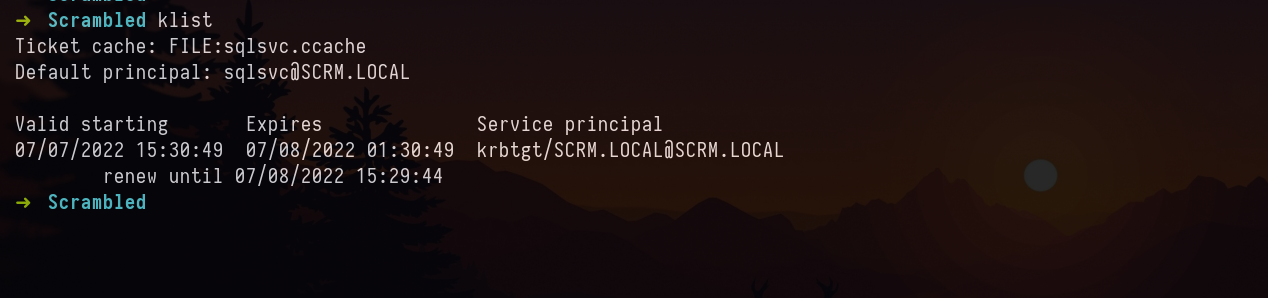 ➜ Scrambled klist
Ticket cache: FILE:sqlsvc.ccache
Default principal: sqlsvc@SCRM.LOCAL
Valid starting Expires Service principal
07/07/2022 15:30:49 07/08/2022 01:30:49 krbtgt/SCRM.LOCAL@SCRM.LOCAL
renew until 07/08/2022 15:29:44
➜ Scrambled